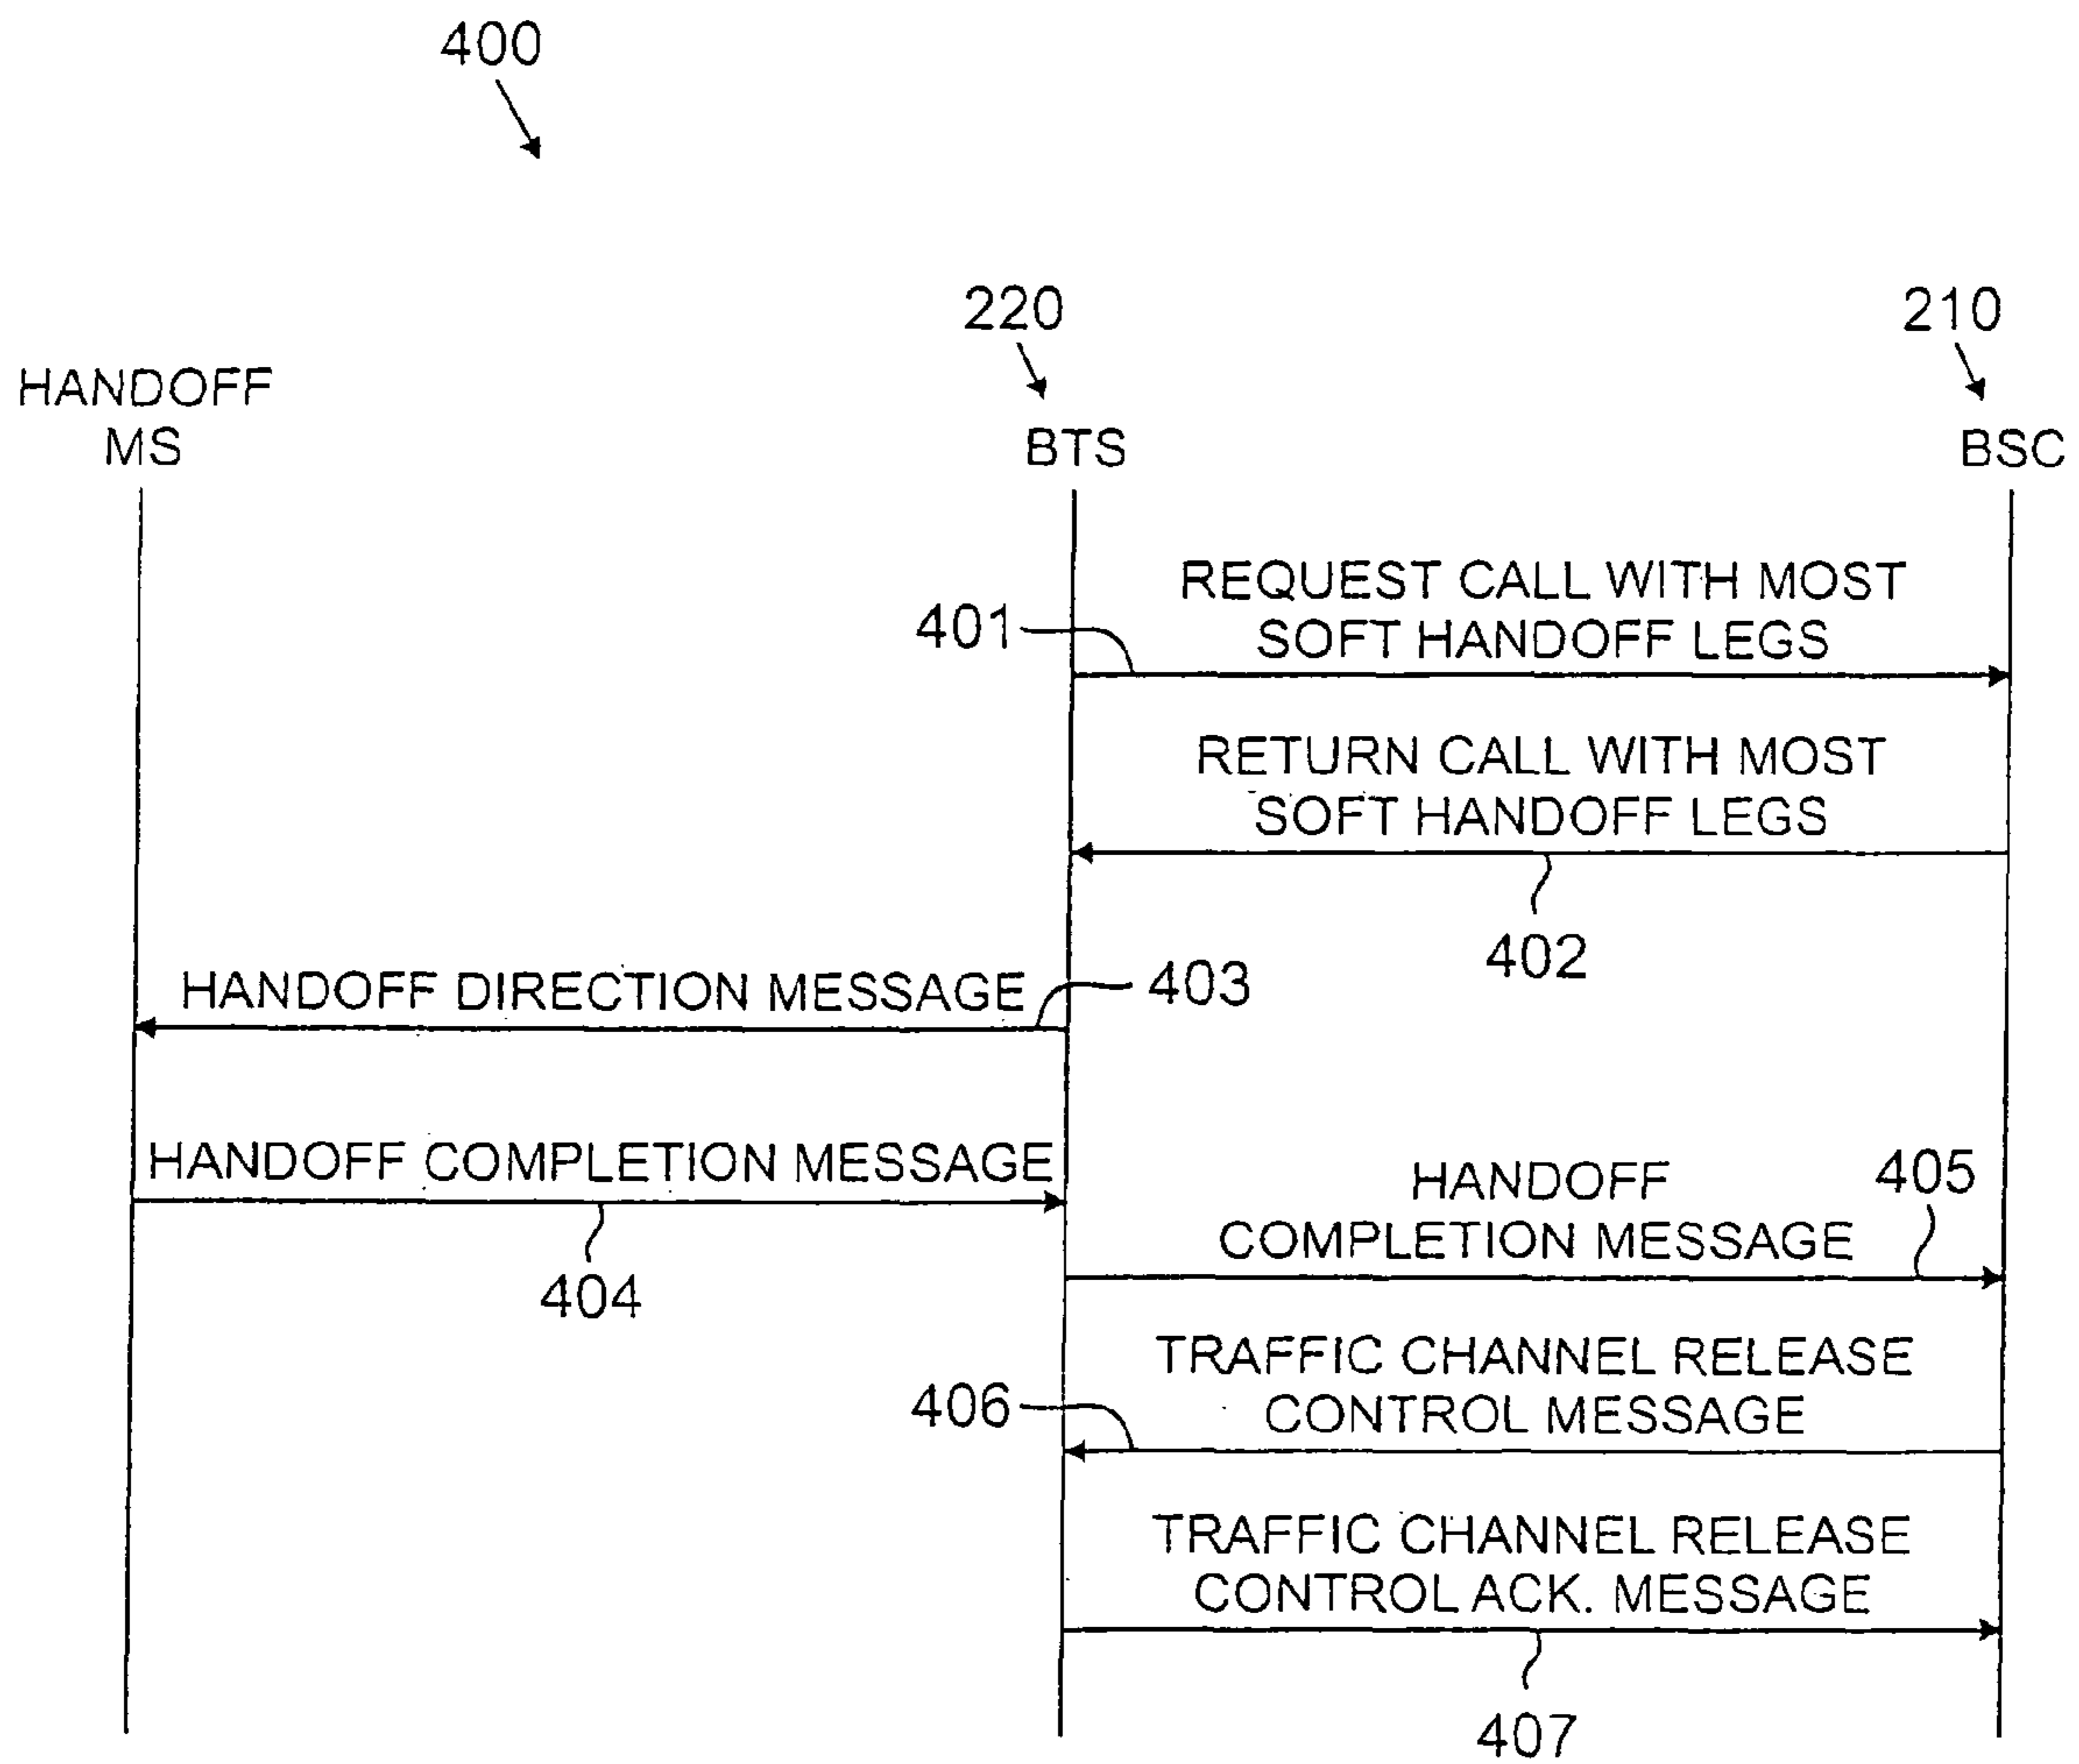 400
220
210
HANDOFF
MS
BTS
BSC
REQUEST CALL WITH MOST
SOFT HANDOFF LEGS
401
RETURN CALL WITH MOST
SOFT HANDOFF LEGS
402
HANDOFF DIRECTION MESSAGE
403
HANDOFF COMPLETION MESSAGE
404
HANDOFF
COMPLETION MESSAGE
405
TRAFFIC CHANNEL RELEASE
CONTROL MESSAGE
406
TRAFFIC CHANNEL RELEASE
CONTROL ACK. MESSAGE
407